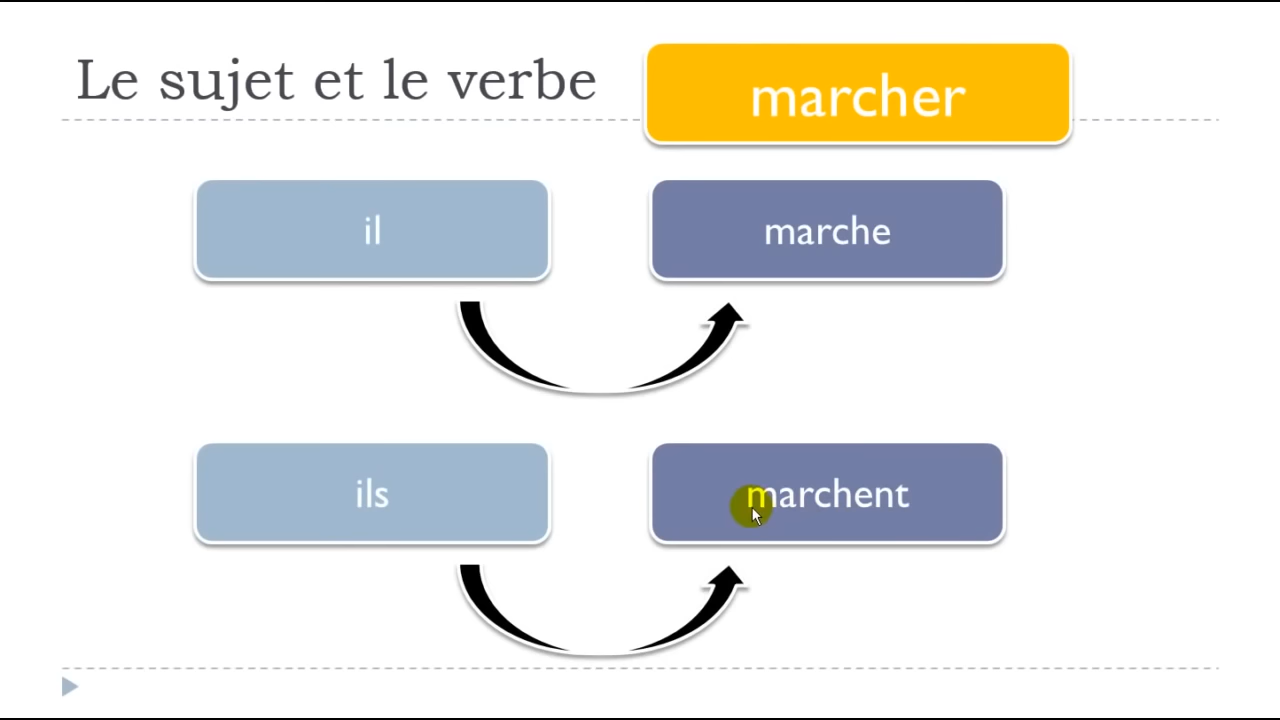 Le sujet et le verbe
marcher
il
marche
ils
marchent